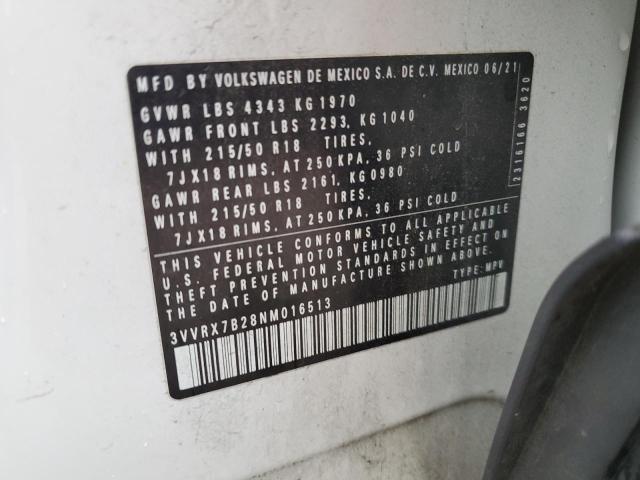 MFD BY VOLKSWAGEN DE MEXICO S.A. DE C.V. MEXICO 06/21
GVWR LBS 4343 KG 1970
GAWR FRONT LBS 2293, KG 1040
WITH 215/50 R18 TIRES,
7JX18 RIMS, AT 250 KPA, 36 PSI COLD
GAWR REAR LBS 2161, KG 0980
WITH 215/50 R18 TIRES,
7JX18 RIMS, AT 250 KPA, 36 PSI COLD
THIS VEHICLE CONFORMS TO ALL APPLICABLE
U.S. FEDERAL MOTOR VEHICLE SAFETY AND
THEFT PREVENTION STANDARDS IN EFFECT ON
THE DATE OF MANUFACTURE SHOWN ABOVE.
TYPE: MPV
3VVRX7B28NM016513
2316166 3620